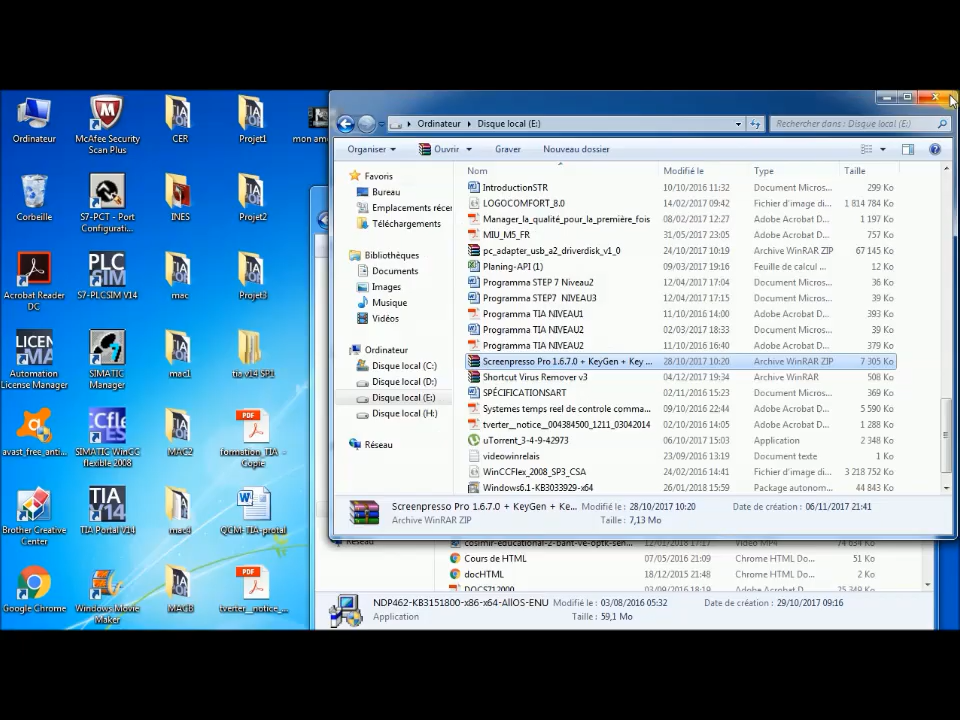 Ordinateur
McAfee Security
Scan Plus
CER
Projet1
mon am
Corbeille
S7-PCT - Port
Configurati...
INES
Projet2
Acrobat Reader
DC
S7-PLCSIM V14
mac
Projet3
Automation
License Manager
SIMATIC
Manager
mac1
tia v14 SP1
avast_free_anti...
SIMATIC WinCC
flexible 2008
MAC2
formation_TIA -
Copie
Brother Creative
Center
TIA Portal V14
Google Chrome
Windows Movie
Maker
tverter_notice_...
Ordinateur
Disque local (E:)
Rechercher dans : Disque local (E:)
Organiser
Ouvrir
Graver
Nouveau dossier
Favoris
Bureau
Emplacements récer
Téléchargements
Bibliothèques
Documents
Images
Musique
Vidéos
Ordinateur
Disque local (C:)
Disque local (D:)
Disque local (E:)
Disque local (H:)
Réseau
Nom Modifié le Type Taille
IntroductionSTR 10/10/2016 11:32 Document Micros... 299 Ko
LOGOCOMFORT_8.0 14/02/2017 09:42 Fichier d'image di... 1 814 784 Ko
Manager_la_qualité_pour_la_première_fois 08/02/2017 12:27 Adobe Acrobat D... 1 197 Ko
MIU_M5_FR 31/05/2017 23:05 Adobe Acrobat D... 757 Ko
pc_adapter_usb_a2_driverdisk_v1_0 24/10/2017 10:19 Archive WinRAR ZIP 67 145 Ko
Planing-API (1) 09/03/2017 19:16 Feuille de calcul ... 12 Ko
Programma STEP 7 Niveau2 12/04/2017 17:04 Document Micros... 36 Ko
Programma STEP7 NIVEAU3 12/04/2017 17:15 Document Micros... 39 Ko
Programma TIA NIVEAU1 11/10/2016 14:00 Adobe Acrobat D... 393 Ko
Programma TIA NIVEAU2 02/03/2017 18:33 Document Micros... 39 Ko
Programma TIA NIVEAU2 11/10/2016 16:40 Adobe Acrobat D... 379 Ko
Screenpresso Pro 1.6.7.0 + KeyGen + Key ... 28/10/2017 10:20 Archive WinRAR ZIP 7 305 Ko
Shortcut Virus Remover v3 04/12/2017 19:34 Archive WinRAR 508 Ko
SPÉCIFICATIONSART 02/11/2016 15:23 Document Micros... 369 Ko
Systemes temps reel de controle comma... 09/10/2016 22:44 Adobe Acrobat D... 5 590 Ko
tverter__notice__004384500_1211_03042014 02/10/2016 14:05 Adobe Acrobat D... 1 288 Ko
uTorrent_3-4-9-42973 06/10/2017 15:03 Application 2 348 Ko
videowinrelais 23/09/2016 13:19 Document texte 1 Ko
WinCCFlex_2008_SP3_CSA 24/02/2016 14:41 Fichier d'image di... 3 218 752 Ko
Windows6.1-KB3033929-x64 26/01/2018 15:59 Package autonom... 44 843 Ko
Screenpresso Pro 1.6.7.0 + KeyGen + Ke... Modifié le : 28/10/2017 10:20 Date de création : 06/11/2017 21:41
Archive WinRAR ZIP Taille : 7,13 Mo
Réseau
Cours de HTML 07/05/2016 21:09 Chrome HTML Do... 51 Ko
docHTML 18/12/2015 21:48 Chrome HTML Do... 2 Ko
NDP462-KB3151800-x86-x64-AllOS-ENU Modifié le : 03/08/2016 05:32 Date de création : 29/10/2017 09:16
Application Taille : 59,1 Mo